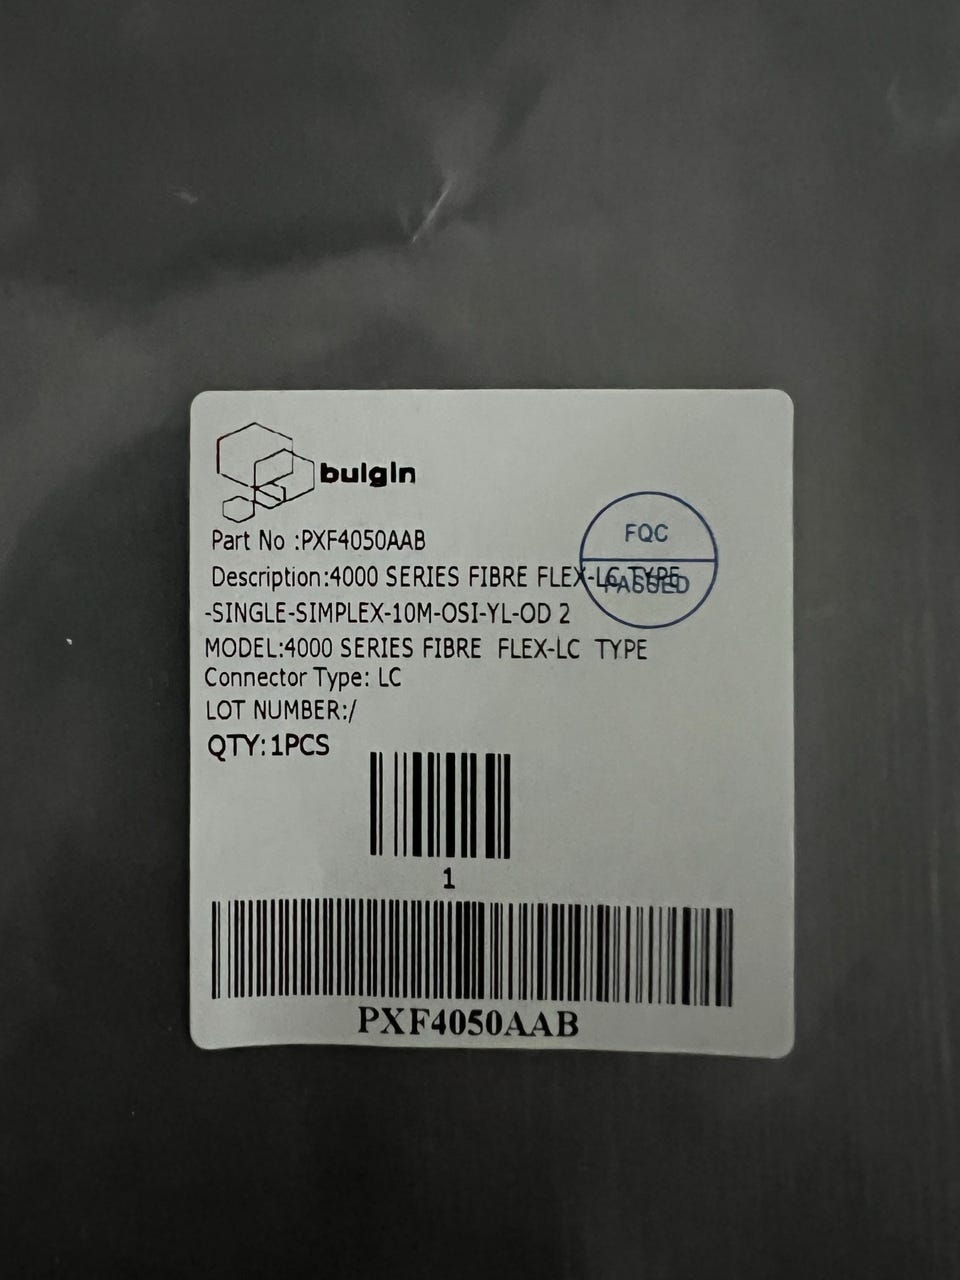 bulgin
Part No :PXF4050AAB
FQC
Description:4000 SERIES FIBRE FLEX-LC TYPE
PASSED
-SINGLE-SIMPLEX-10M-OSI-YL-OD 2
MODEL:4000 SERIES FIBRE FLEX-LC TYPE
Connector Type: LC
LOT NUMBER:/
QTY:1PCS
1
PXF4050AAB